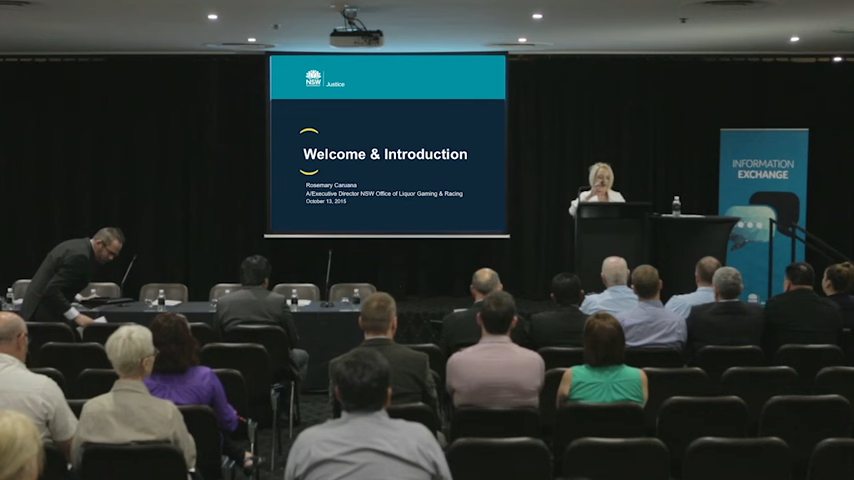 NSW
Justice
Welcome & Introduction
Rosemary Caruana
A/Executive Director NSW Office of Liquor Gaming & Racing
October 13, 2015
INFORMATION
EXCHANGE